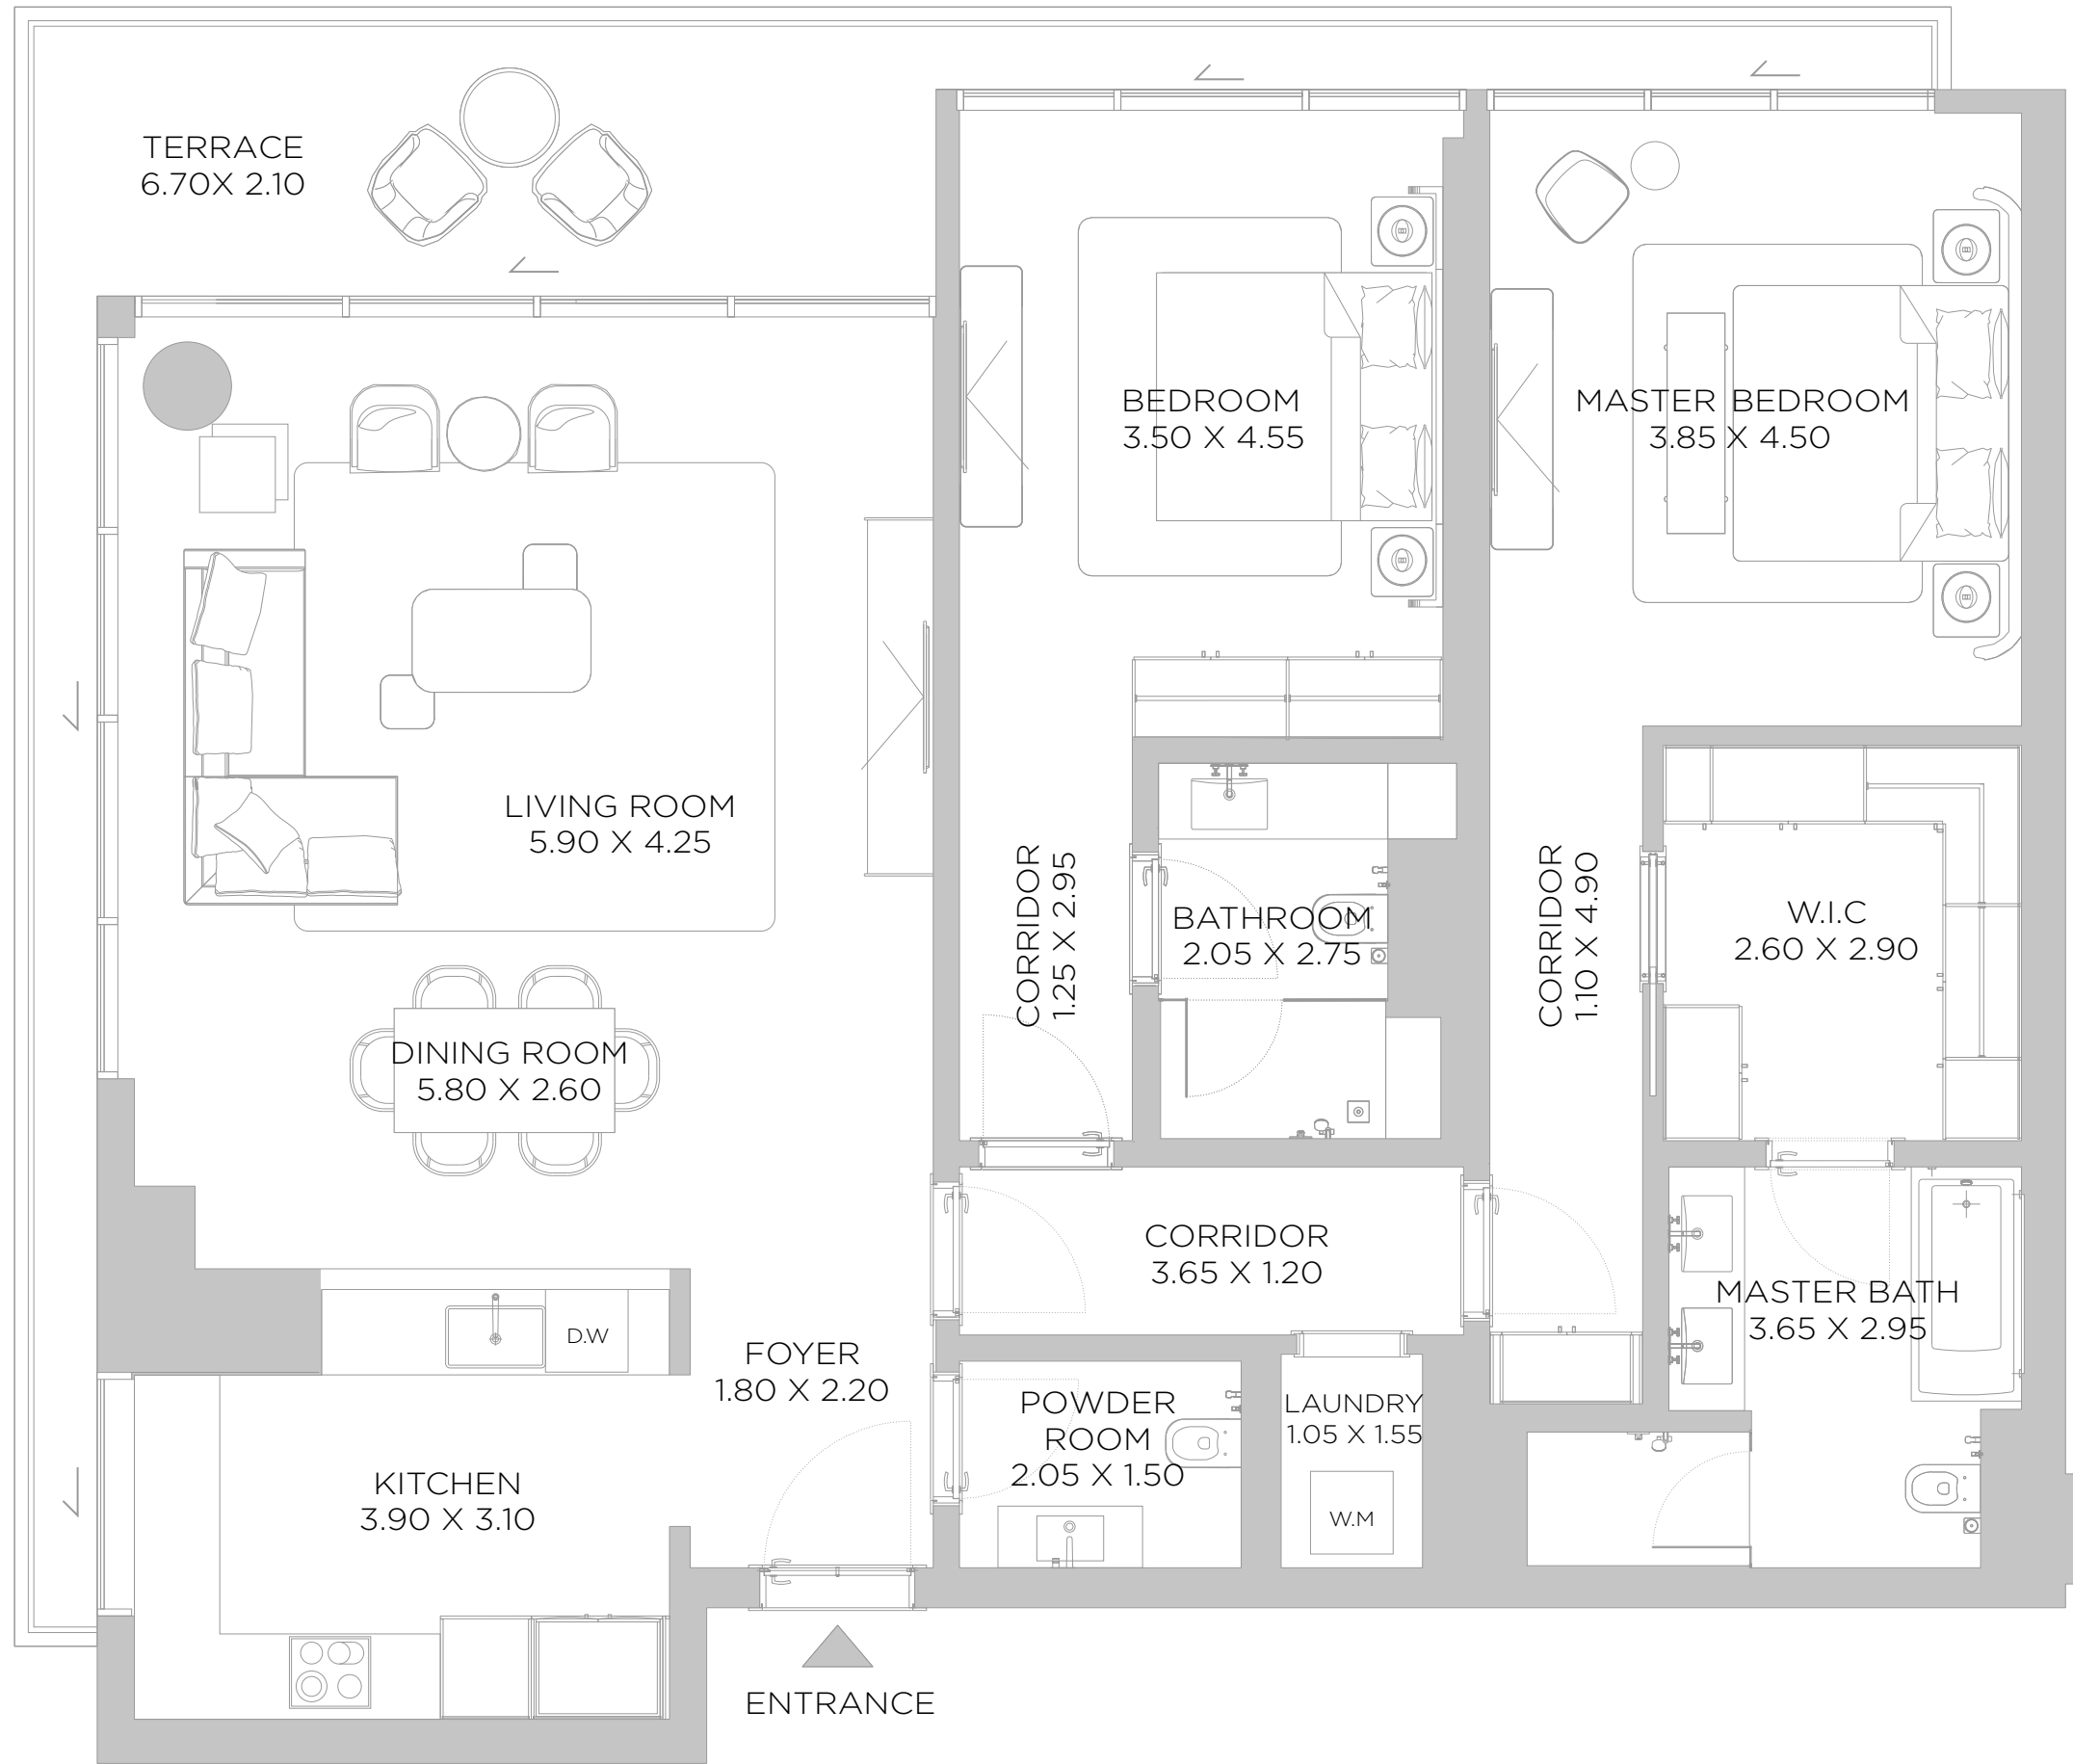 TERRACE
6.70X 2.10
BEDROOM
3.50 X 4.55
MASTER BEDROOM
3.85 X 4.50
LIVING ROOM
5.90 X 4.25
CORRIDOR
1.25 X 2.95
BATHROOM
2.05 X 2.75
CORRIDOR
1.10 X 4.90
W.I.C
2.60 X 2.90
DINING ROOM
5.80 X 2.60
CORRIDOR
3.65 X 1.20
MASTER BATH
3.65 X 2.95
D.W
FOYER
1.80 X 2.20
POWDER
ROOM
2.05 X 1.50
LAUNDRY
1.05 X 1.55
KITCHEN
3.90 X 3.10
W.M
ENTRANCE